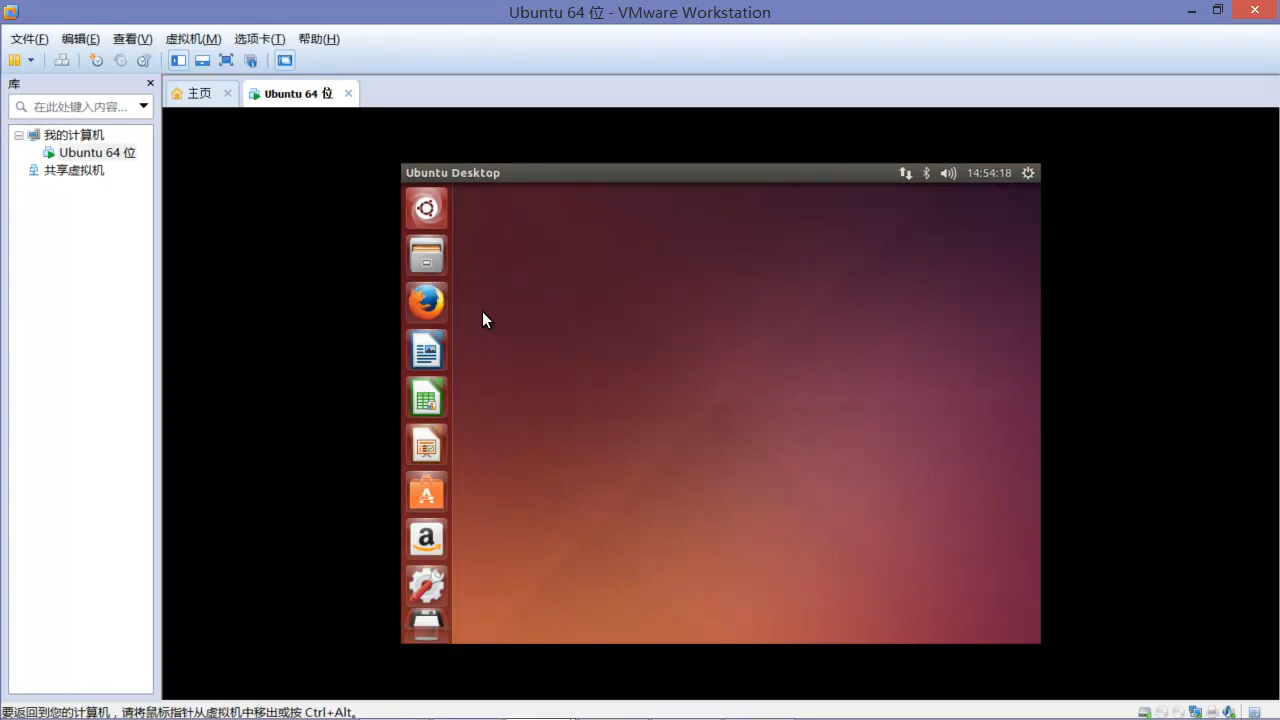 Ubuntu 64 位 - VMware Workstation
文件(F) 编辑(E) 查看(V) 虚拟机(M) 选项卡(T) 帮助(H)
库
在此处键入内容...
主页
Ubuntu 64 位
我的计算机
Ubuntu 64 位
共享虚拟机
Ubuntu Desktop 14:54:18
a
要返回到您的计算机，请将鼠标指针从虚拟机中移出或按 Ctrl+Alt。